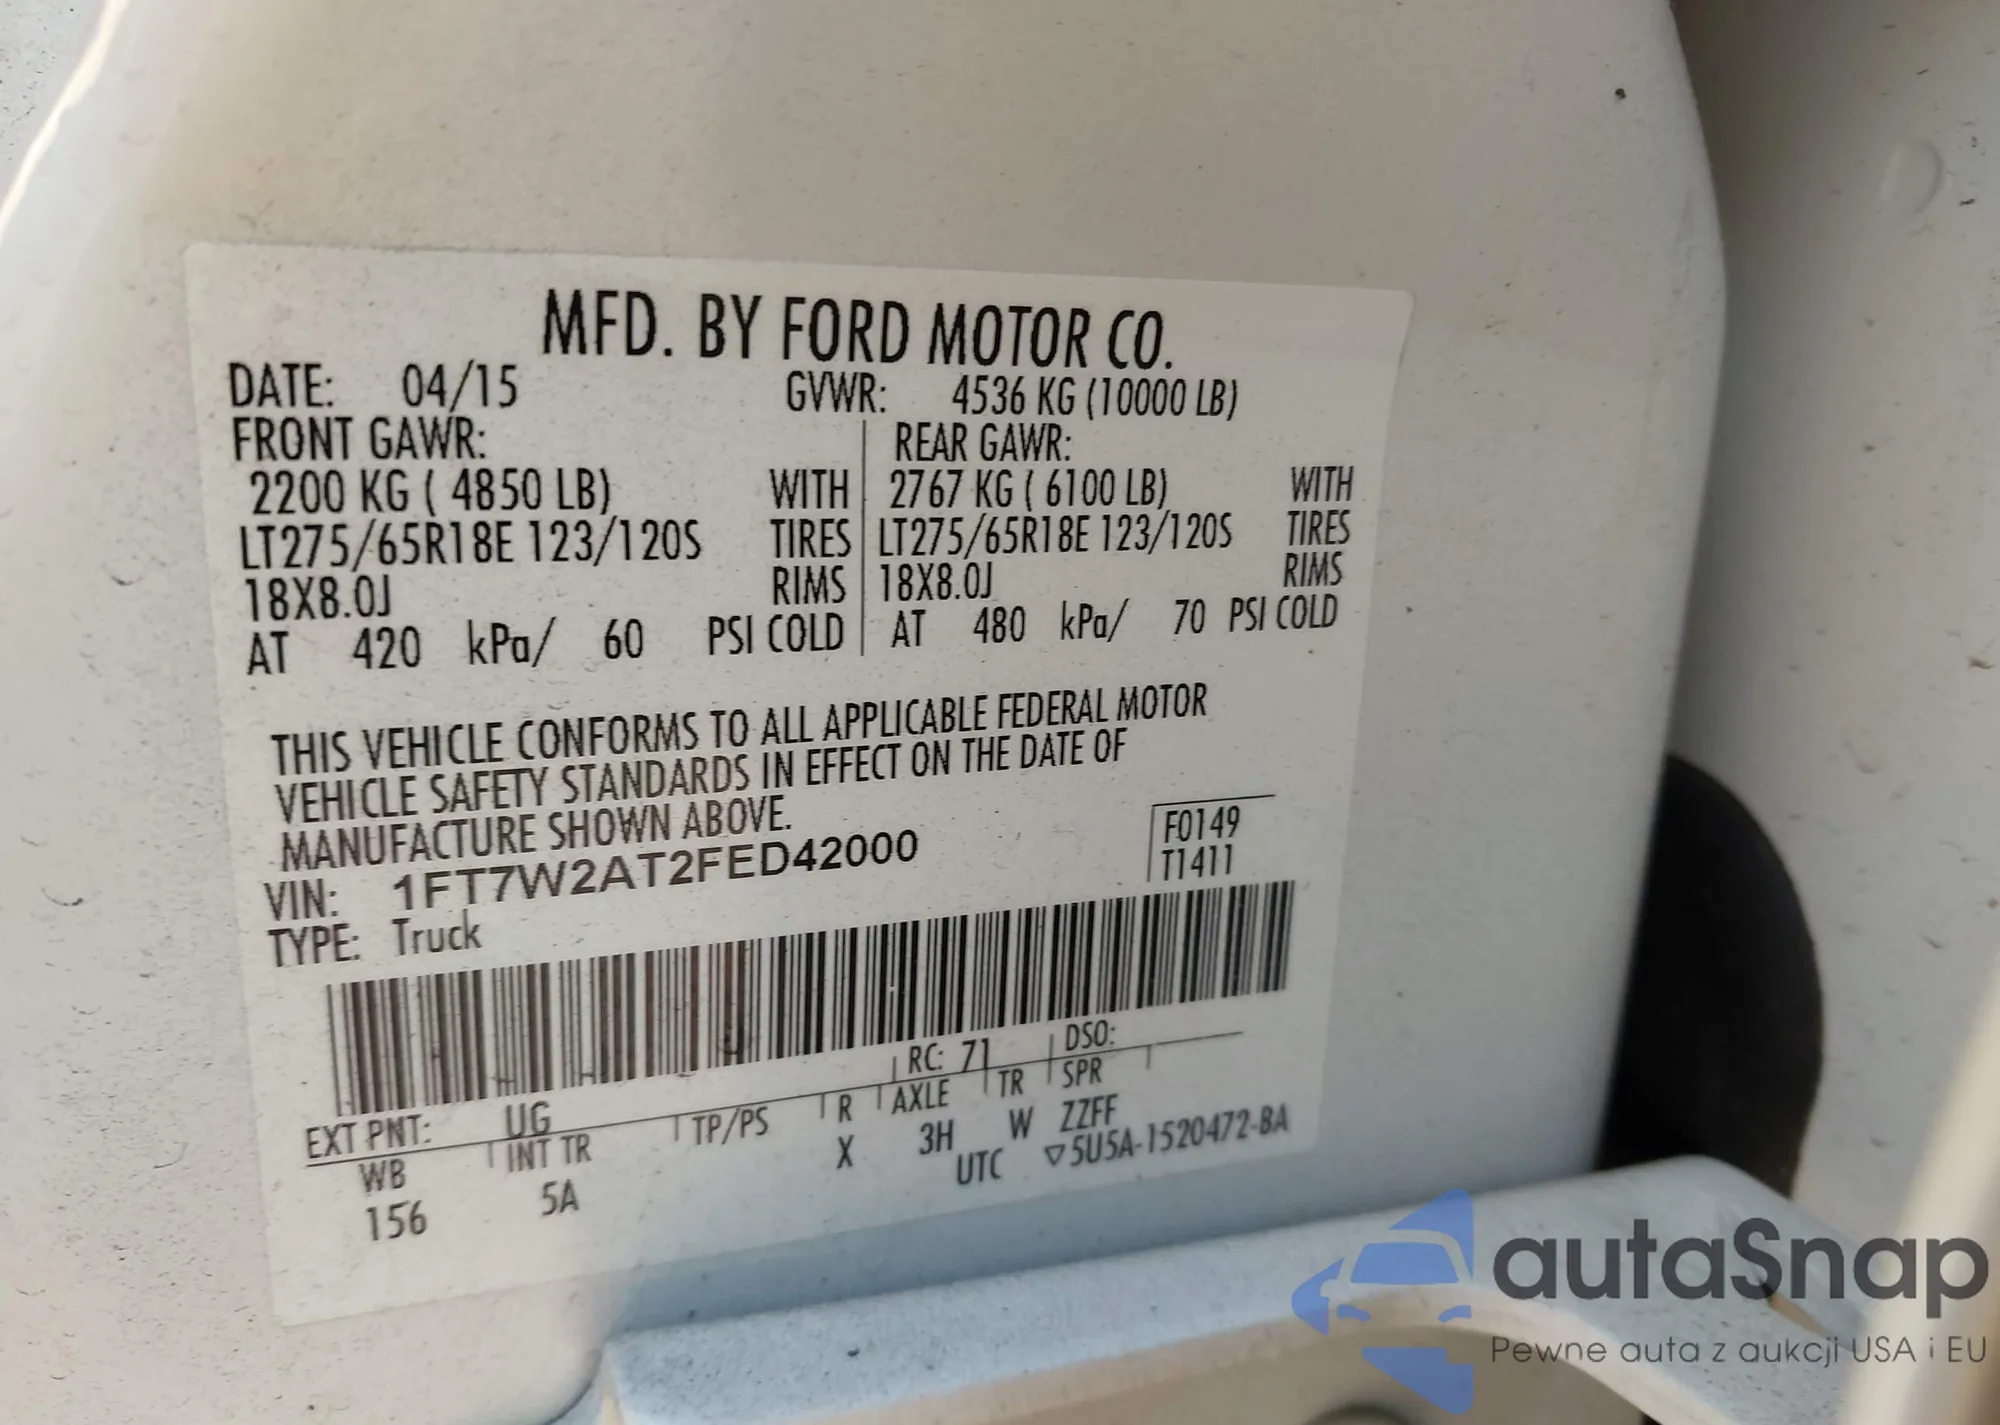 MFD. BY FORD MOTOR CO.
DATE: 04/15 GVWR: 4536 KG (10000 LB)
FRONT GAWR: REAR GAWR:
2200 KG ( 4850 LB) WITH 2767 KG ( 6100 LB) WITH
LT275/65R18E 123/120S TIRES LT275/65R18E 123/120S TIRES
18X8.0J RIMS 18X8.0J RIMS
AT 420 kPa/ 60 PSI COLD AT 480 kPa/ 70 PSI COLD
THIS VEHICLE CONFORMS TO ALL APPLICABLE FEDERAL MOTOR
VEHICLE SAFETY STANDARDS IN EFFECT ON THE DATE OF
MANUFACTURE SHOWN ABOVE.
VIN: 1FT7W2AT2FED42000
F0149
T1411
TYPE: Truck
EXT PNT: UG RC: 71 DSO:
WB INT TR TP/PS R AXLE TR SPR
156 5A X 3H W ZZFF
UTC ▽5U5A-1520472-BA
autaSnap
Pewne auta z aukcji USA i EU